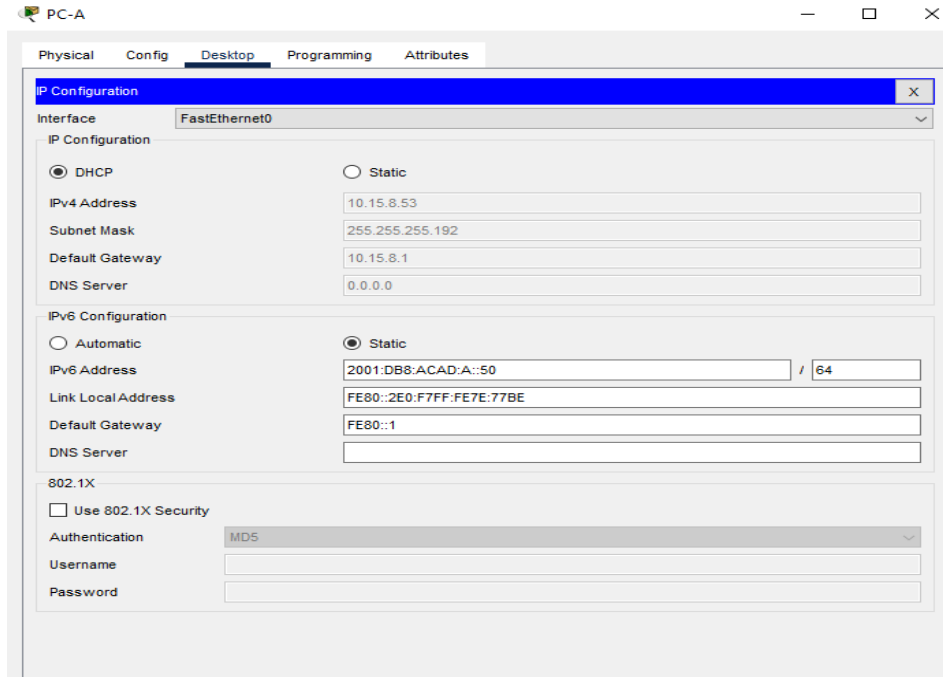 PC-A
Physical Config Desktop Programming Attributes
IP Configuration X
Interface FastEthernet0
IP Configuration
DHCP Static
IPv4 Address 10.15.8.53
Subnet Mask 255.255.255.192
Default Gateway 10.15.8.1
DNS Server 0.0.0.0
IPv6 Configuration
Automatic Static
IPv6 Address 2001:DB8:ACAD:A::50 / 64
Link Local Address FE80::2E0:F7FF:FE7E:77BE
Default Gateway FE80::1
DNS Server
802.1X
Use 802.1X Security
Authentication MD5
Username
Password